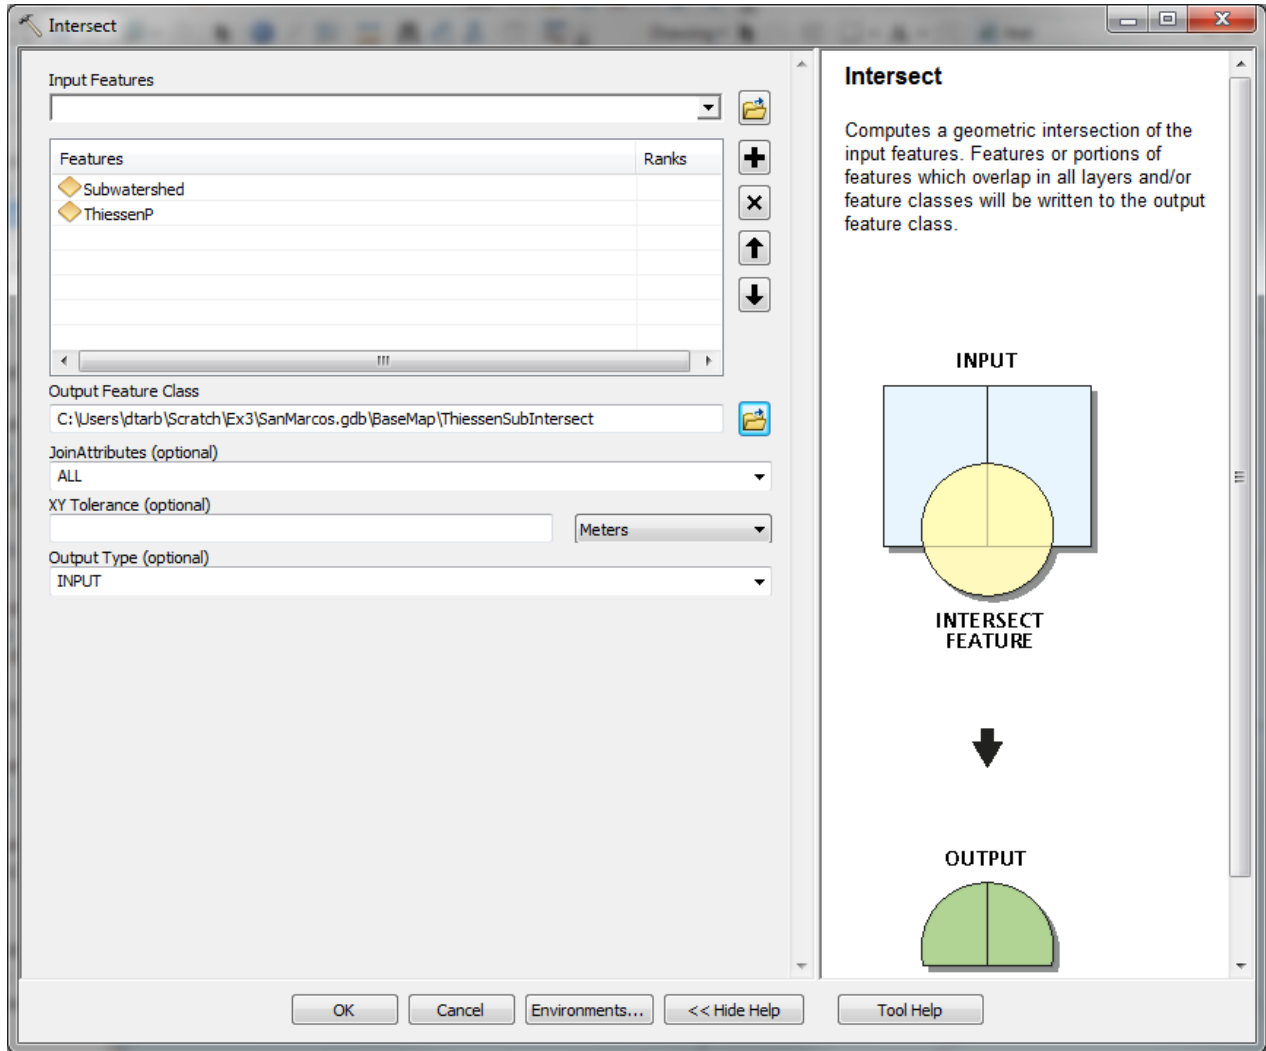 Intersect
Input Features
Features Ranks
Subwatershed
ThiessenP
Output Feature Class
C:\Users\dtarb\Scratch\Ex3\SanMarcos.gdb\BaseMap\ThiessenSubIntersect
JoinAttributes (optional)
ALL
XY Tolerance (optional)
Meters
Output Type (optional)
INPUT
Intersect
Computes a geometric intersection of the
input features. Features or portions of
features which overlap in all layers and/or
feature classes will be written to the output
feature class.
INPUT
INTERSECT
FEATURE
OUTPUT
OK Cancel Environments... << Hide Help Tool Help